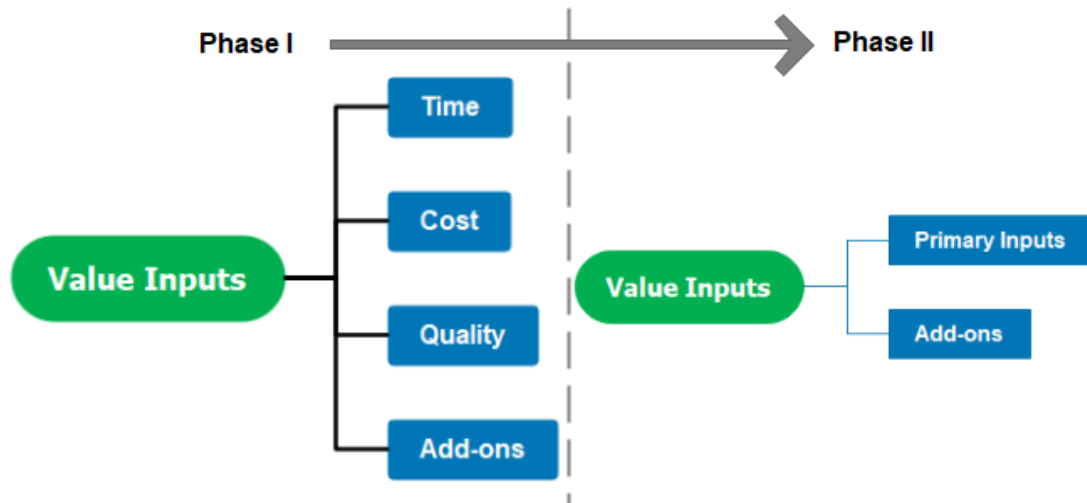 Phase I
Phase II
Time
Cost
Value Inputs
Quality
Add-ons
Value Inputs
Primary Inputs
Add-ons